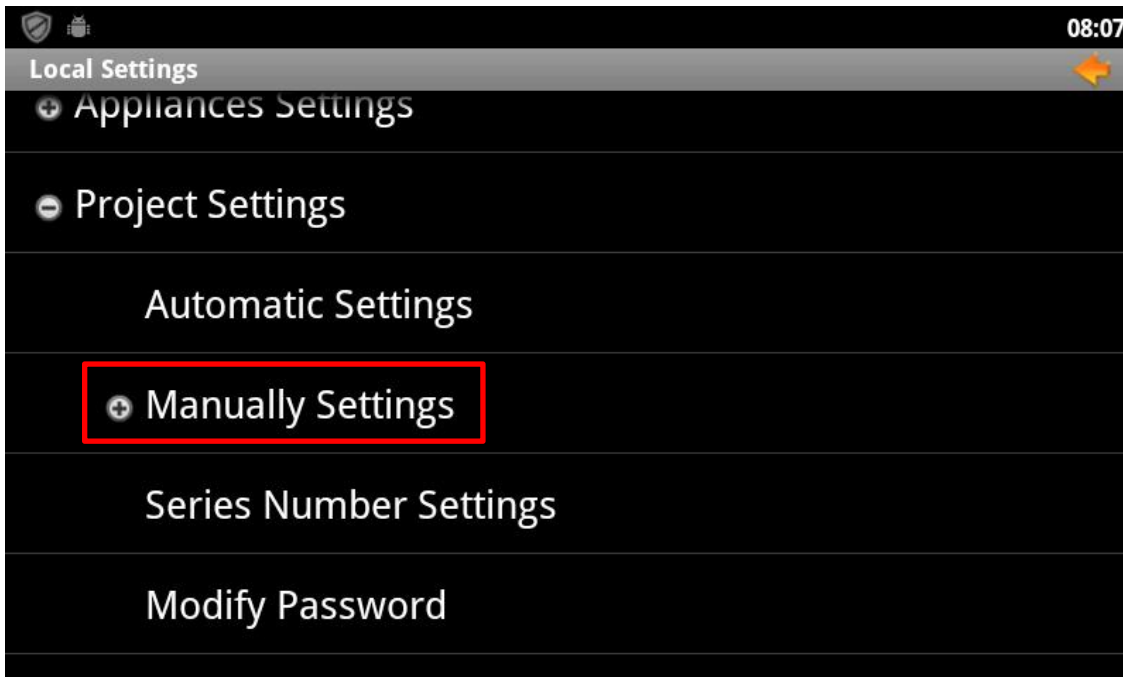 08:07
Local Settings
Appliances Settings
Project Settings
Automatic Settings
Manually Settings
Series Number Settings
Modify Password